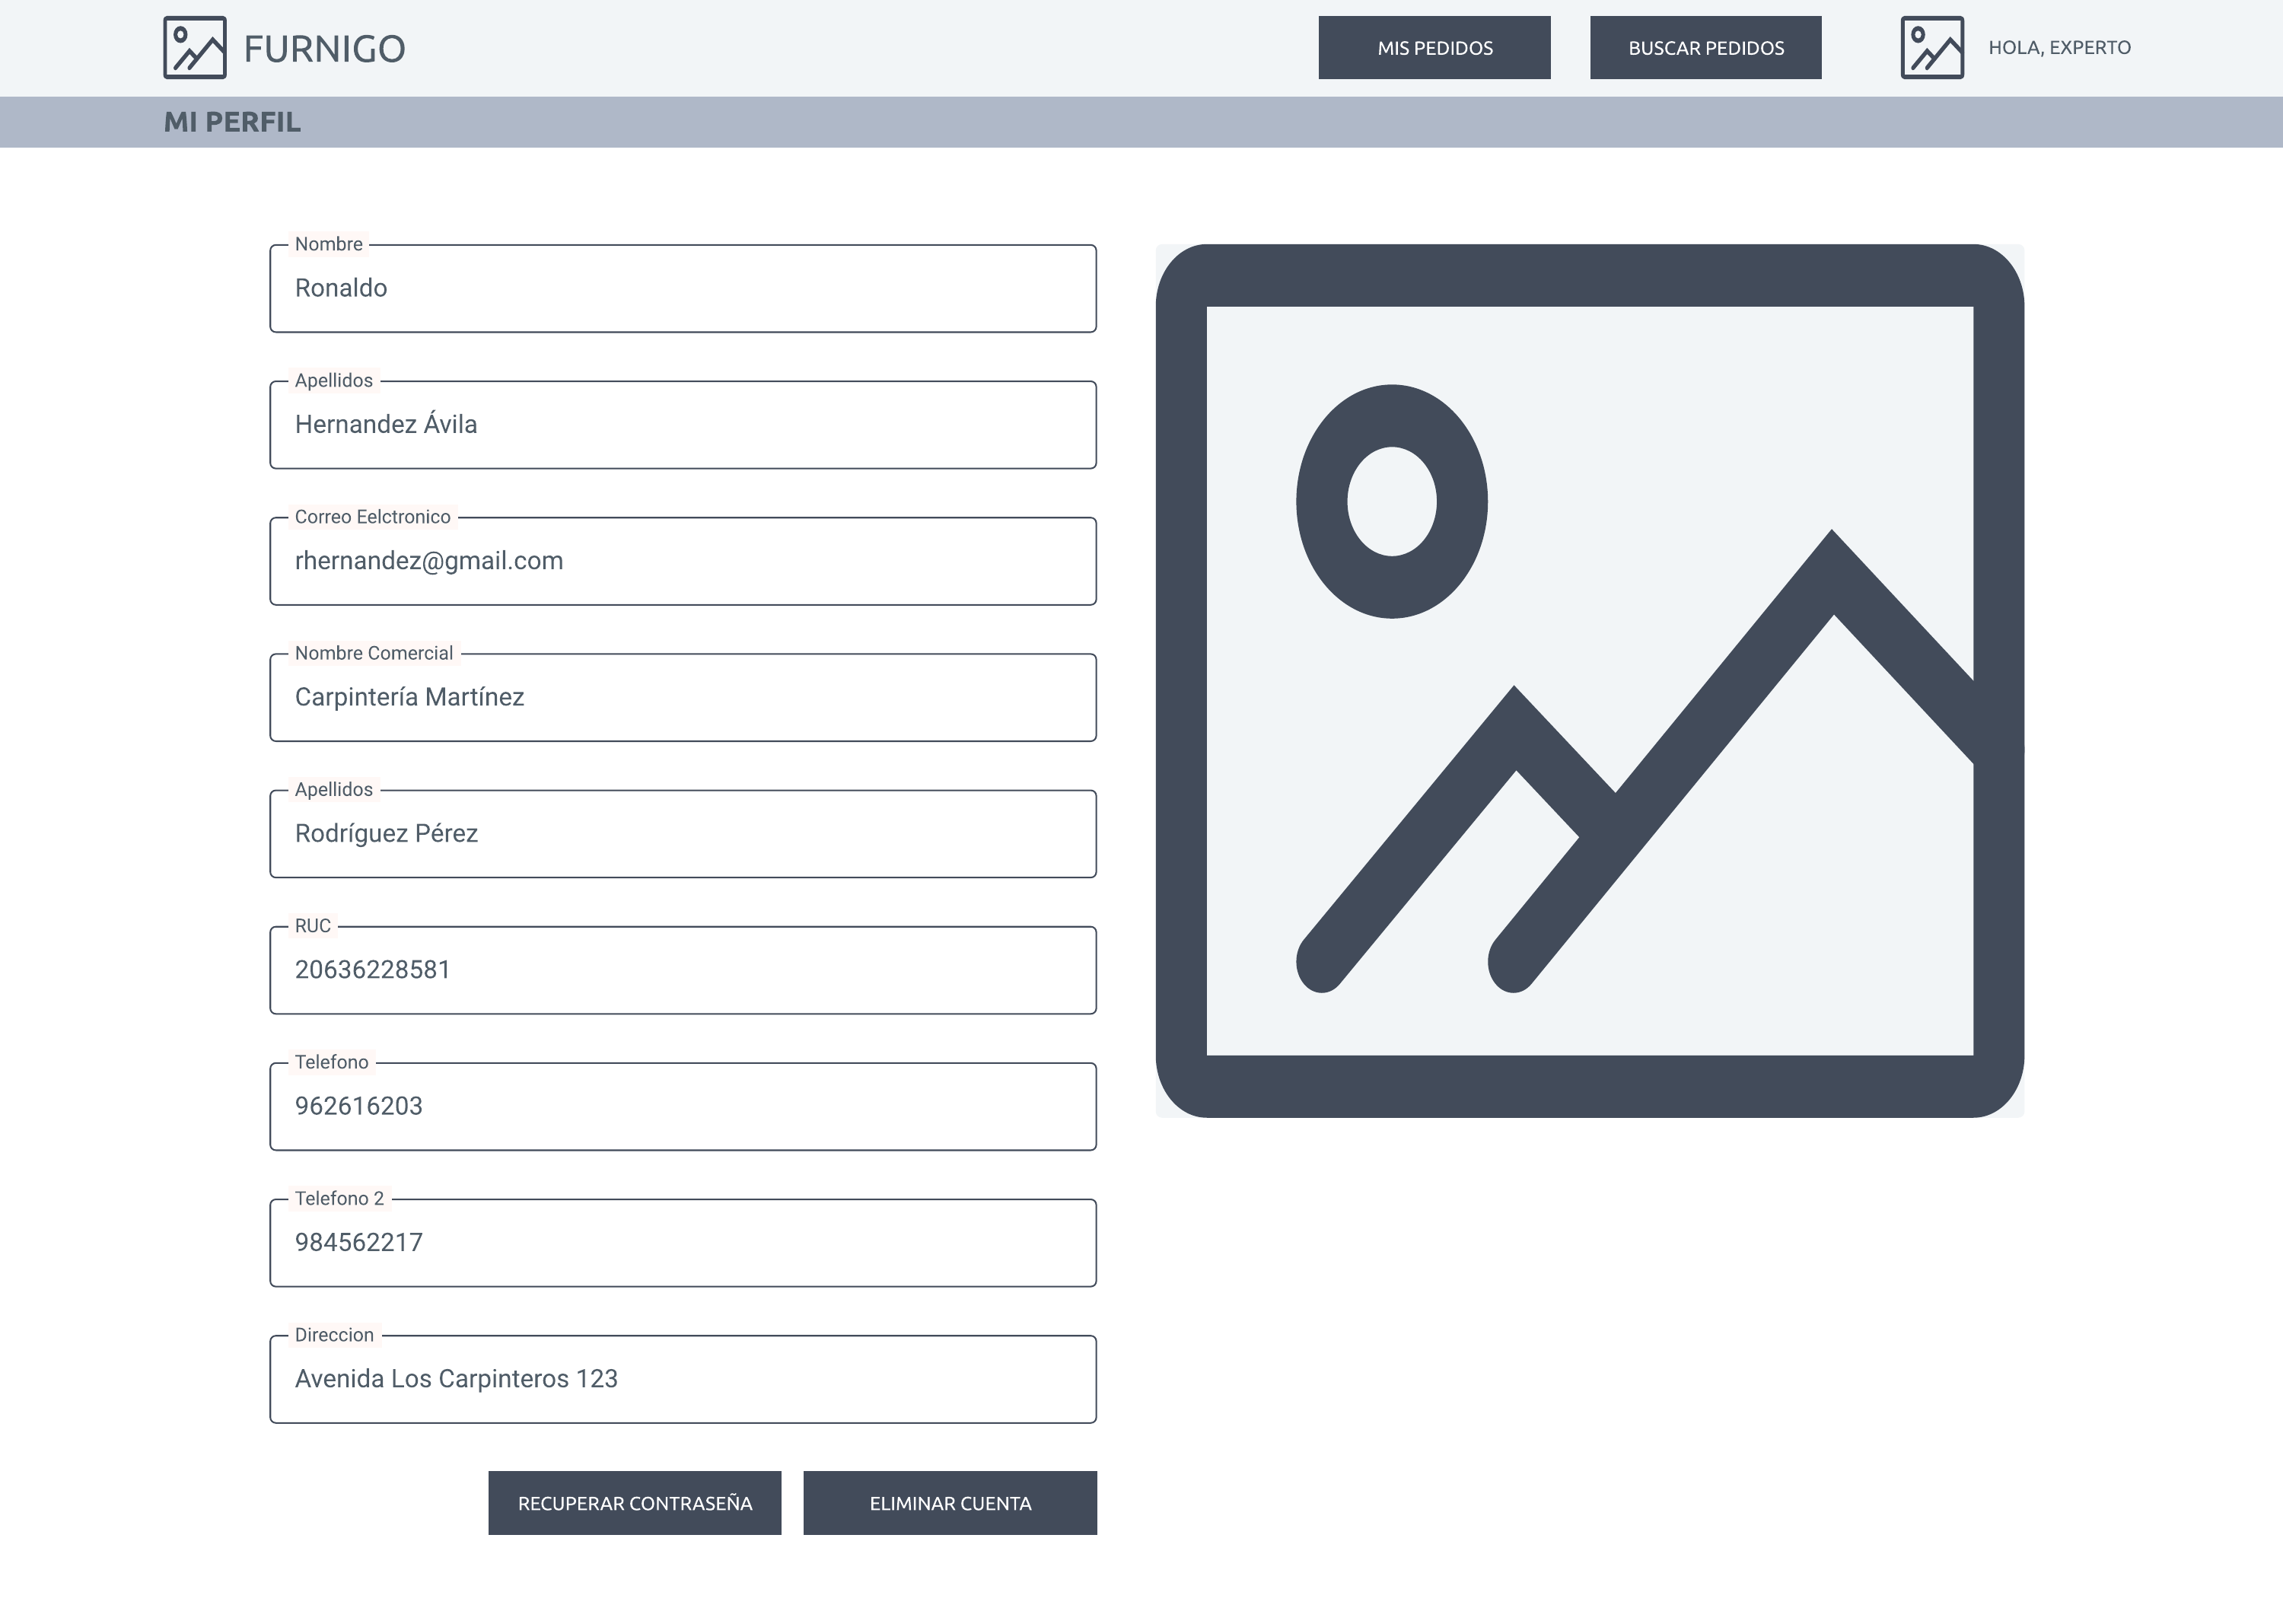 FURNIGO
MIS PEDIDOS
BUSCAR PEDIDOS
HOLA, EXPERTO
MI PERFIL
Nombre
Ronaldo
Apellidos
Hernandez Ávila
Correo Eelctronico
rhernandez@gmail.com
Nombre Comercial
Carpintería Martínez
Apellidos
Rodríguez Pérez
RUC
20636228581
Telefono
962616203
Telefono 2
984562217
Direccion
Avenida Los Carpinteros 123
RECUPERAR CONTRASEÑA
ELIMINAR CUENTA